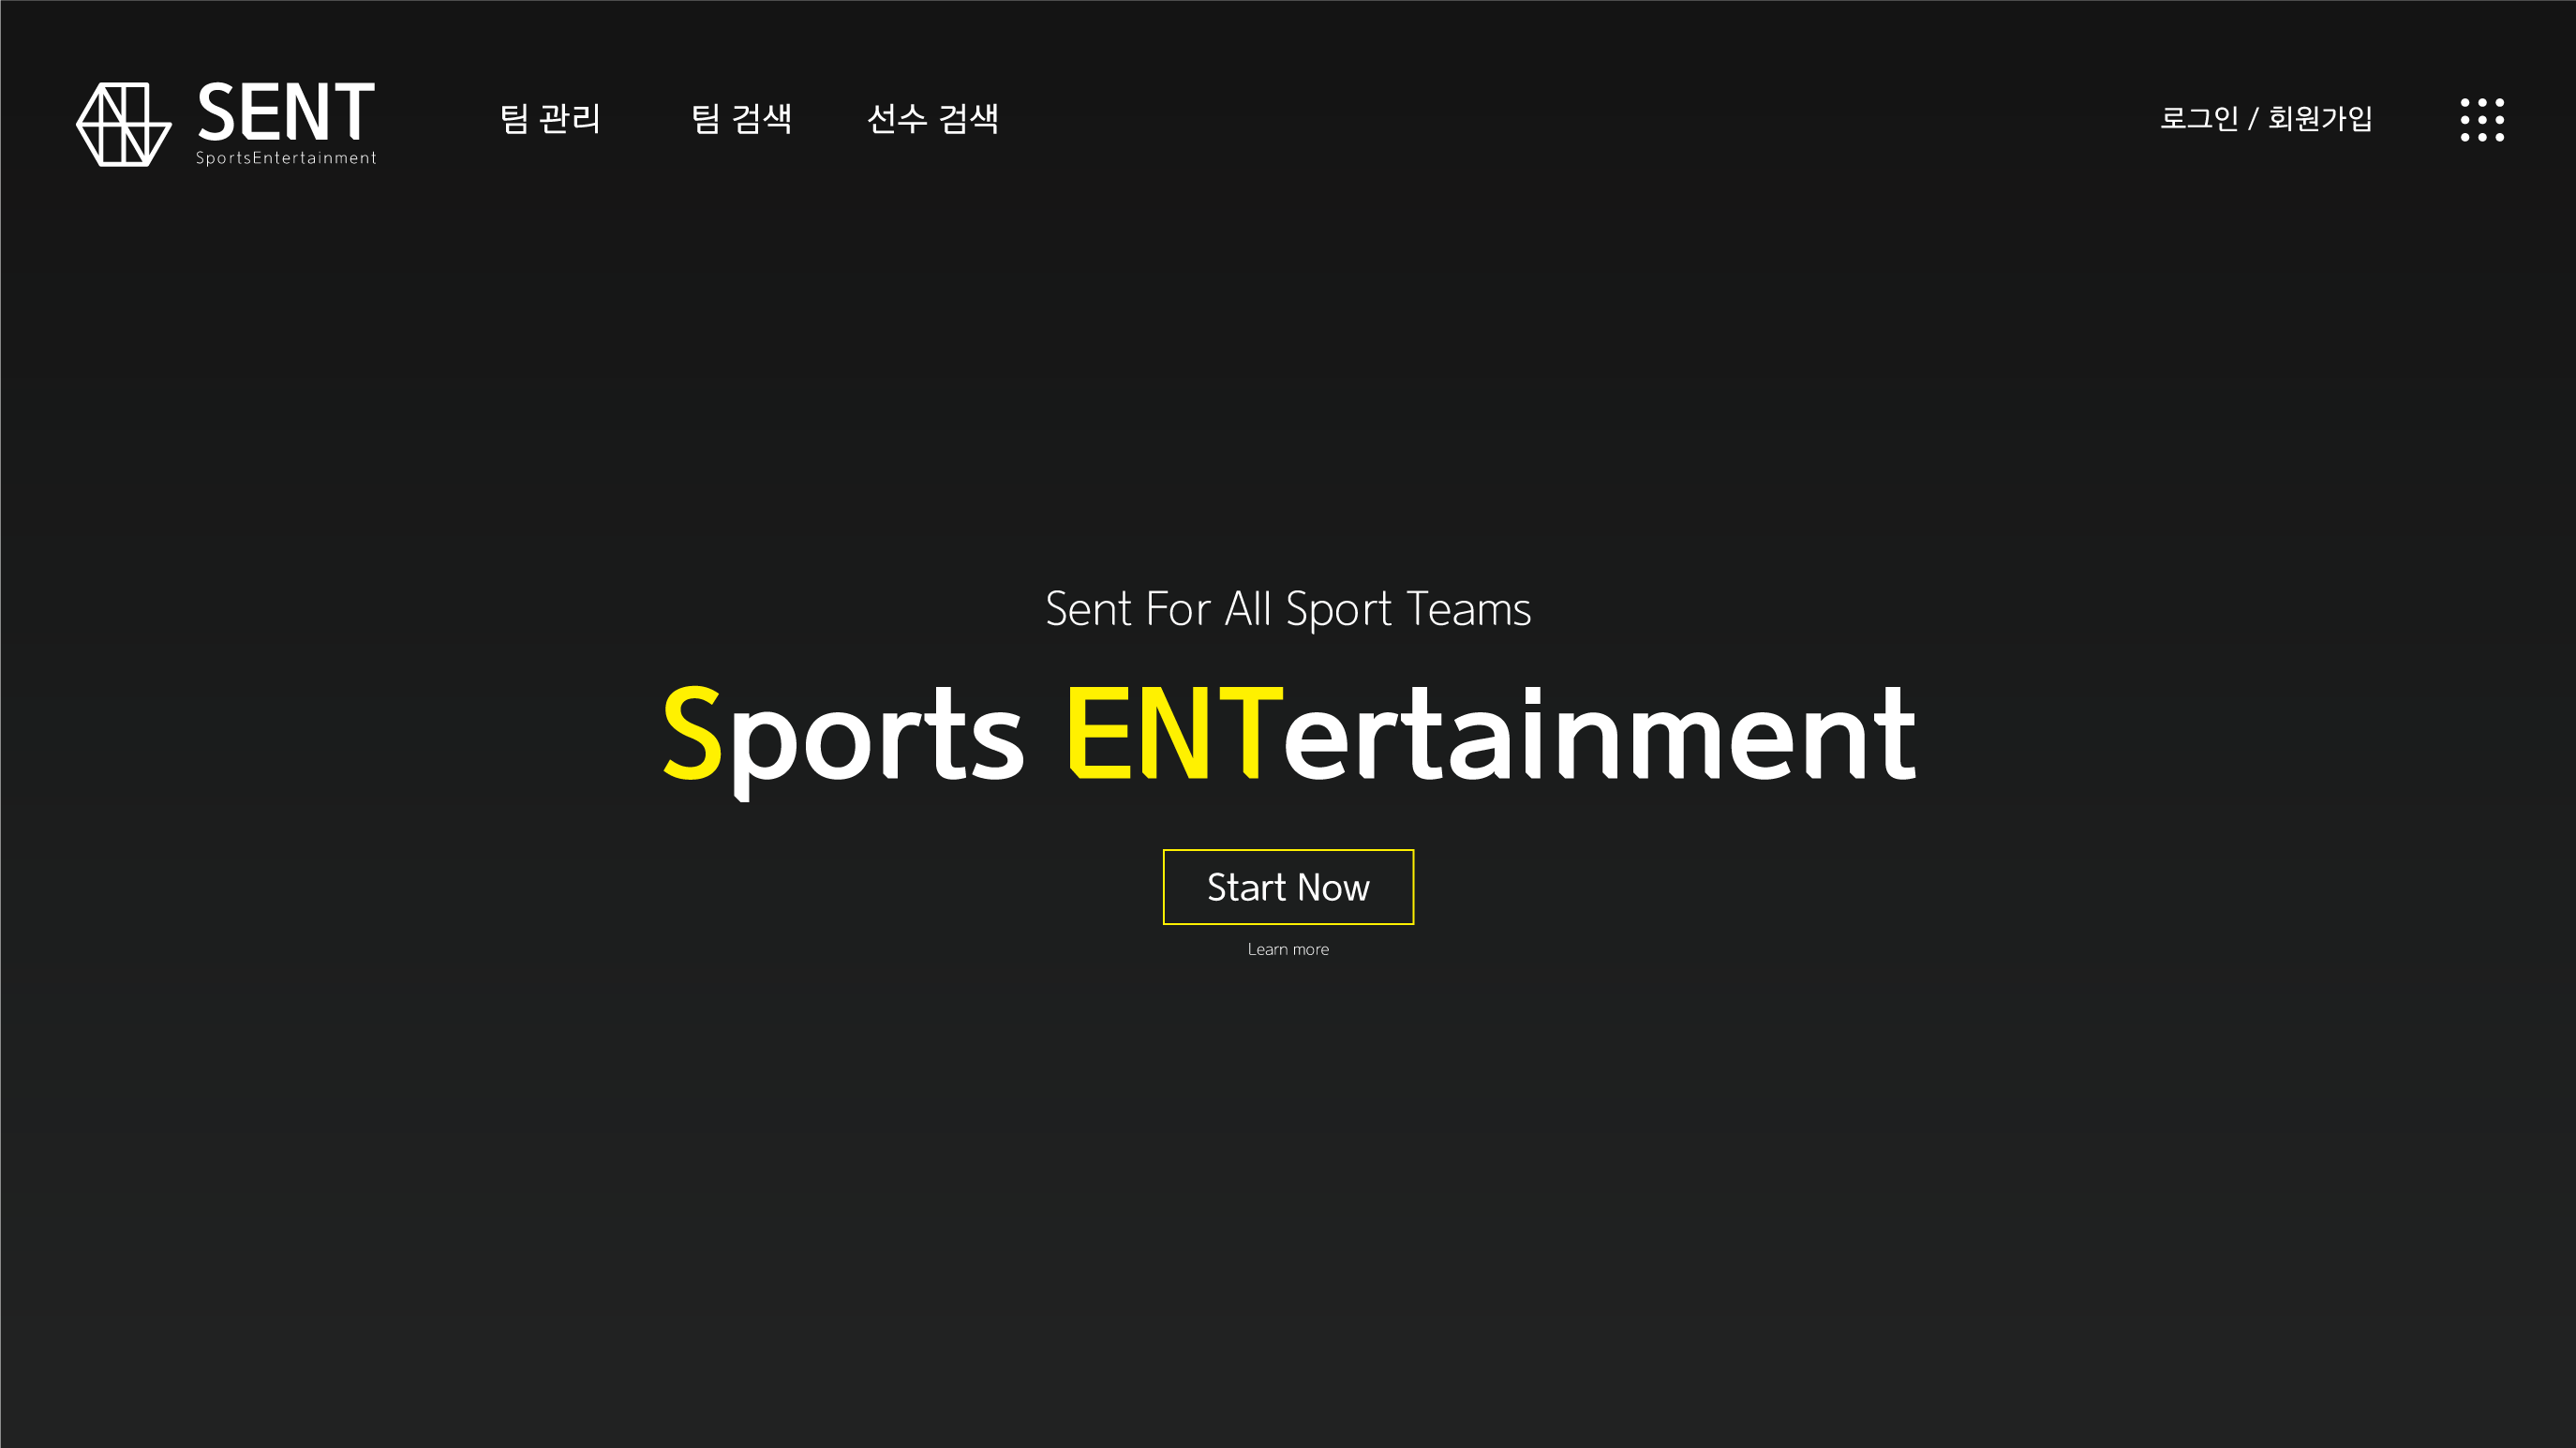 SENT
SportsEntertainment
팀 관리
팀 검색
선수 검색
로그인 / 회원가입
Sent For All Sport Teams
Sports ENTertainment
Start Now
Learn more